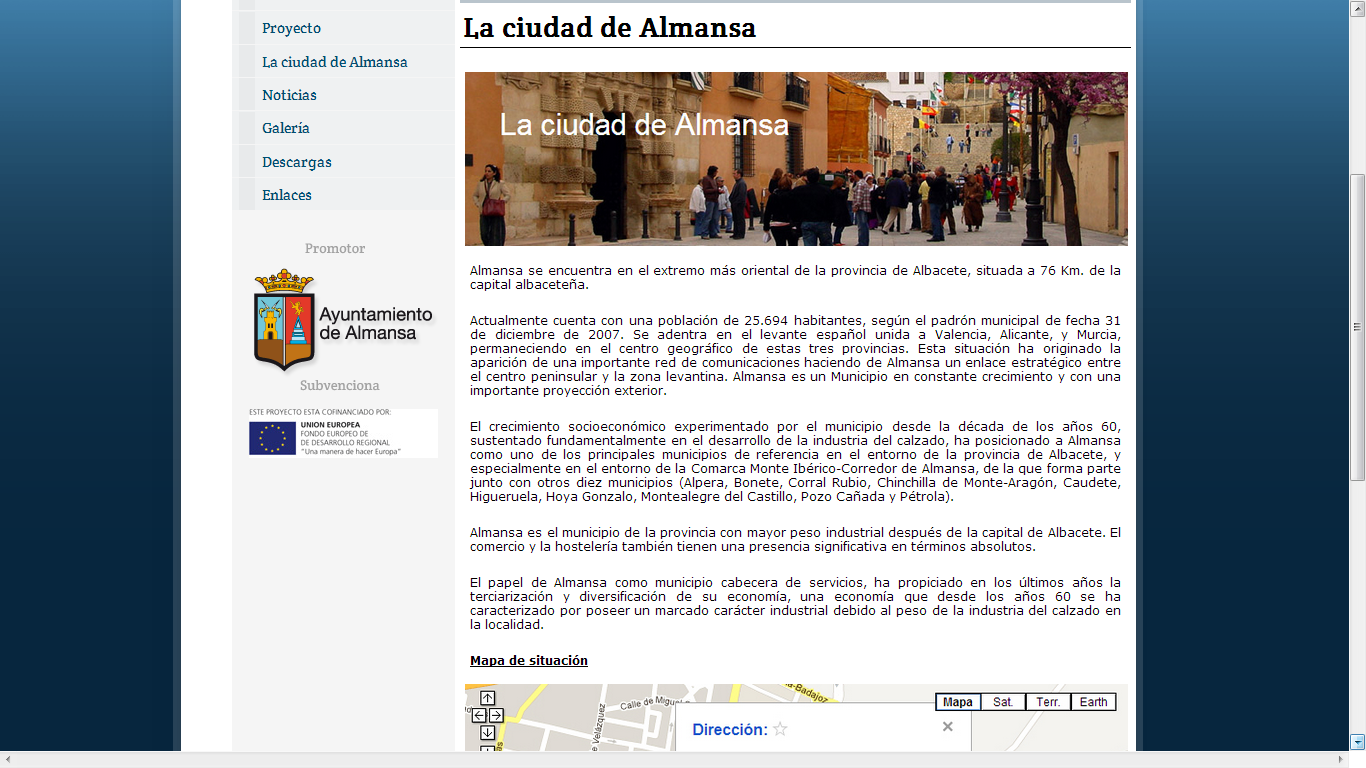 Proyecto
La ciudad de Almansa
Noticias
Galería
Descargas
Enlaces
Promotor
Ayuntamiento
de Almansa
Subvenciona
ESTE PROYECTO ESTA COFINANCIADO POR:
UNION EUROPEA
FONDO EUROPEO DE
DE DESARROLLO REGIONAL
"Una manera de hacer Europa"
La ciudad de Almansa
La ciudad de Almansa
Almansa se encuentra en el extremo más oriental de la provincia de Albacete, situada a 76 Km. de la
capital albaceteña.
Actualmente cuenta con una población de 25.694 habitantes, según el padrón municipal de fecha 31
de diciembre de 2007. Se adentra en el levante español unida a Valencia, Alicante, y Murcia,
permaneciendo en el centro geográfico de estas tres provincias. Esta situación ha originado la
aparición de una importante red de comunicaciones haciendo de Almansa un enlace estratégico entre
el centro peninsular y la zona levantina. Almansa es un Municipio en constante crecimiento y con una
importante proyección exterior.
El crecimiento socioeconómico experimentado por el municipio desde la década de los años 60,
sustentado fundamentalmente en el desarrollo de la industria del calzado, ha posicionado a Almansa
como uno de los principales municipios de referencia en el entorno de la provincia de Albacete, y
especialmente en el entorno de la Comarca Monte Ibérico-Corredor de Almansa, de la que forma parte
junto con otros diez municipios (Alpera, Bonete, Corral Rubio, Chinchilla de Monte-Aragón, Caudete,
Higueruela, Hoya Gonzalo, Montealegre del Castillo, Pozo Cañada y Pétrola).
Almansa es el municipio de la provincia con mayor peso industrial después de la capital de Albacete. El
comercio y la hostelería también tienen una presencia significativa en términos absolutos.
El papel de Almansa como municipio cabecera de servicios, ha propiciado en los últimos años la
terciarización y diversificación de su economía, una economía que desde los años 60 se ha
caracterizado por poseer un marcado carácter industrial debido al peso de la industria del calzado en
la localidad.
Mapa de situación
Calle de
Velázquez
Badajoz
Mapa Sat. Terr. Earth
Dirección: